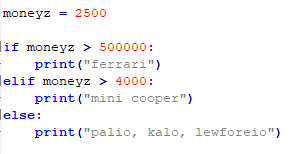 moneyz = 2500
if moneyz > 500000:
    print("ferrari")
elif moneyz > 4000:
    print("mini cooper")
else:
    print("palio, kalo, lewforeio")